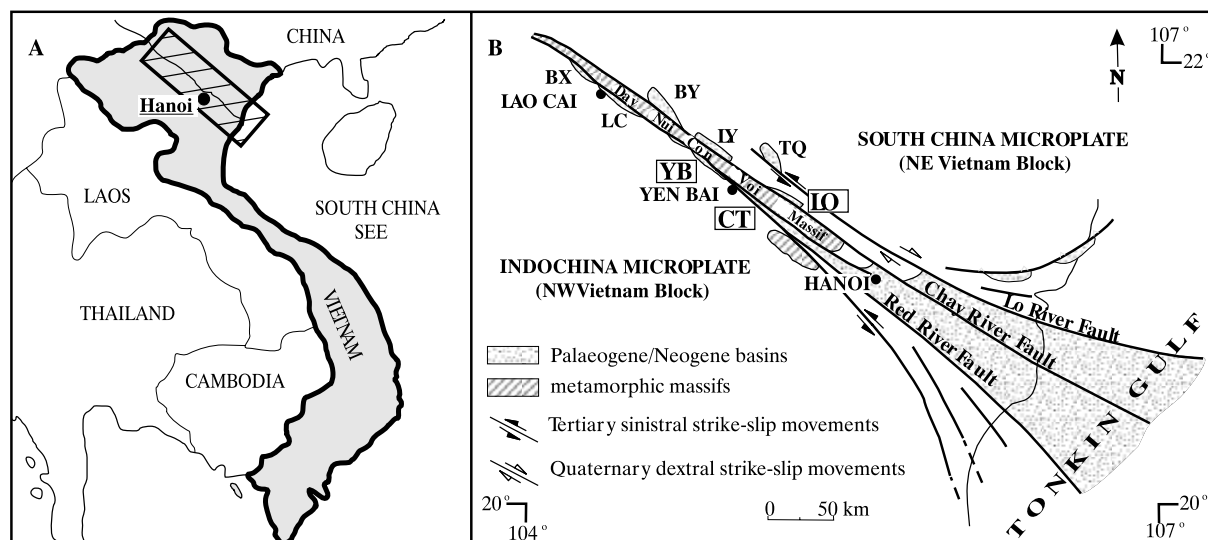 A
CHINA
Hanoi
LAOS
SOUTH CHINA
SEE
THAILAND
VIETNAM
CAMBODIA
B
107°
22°
N
BX
LAO CAI
LC
BY
LY
TQ
Day Nui Con Voi Massif
SOUTH CHINA MICROPLATE
(NE Vietnam Block)
YB
YEN BAI
IO
CT
INDOCHINA MICROPLATE
(NW Vietnam Block)
HANOI
Lo River Fault
Chay River Fault
Red River Fault
TONKIN GULF
Palaeogene/Neogene basins
metamorphic massifs
Tertiary sinistral strike-slip movements
Quaternary dextral strike-slip movements
20°
104°
0 50 km
20°
107°